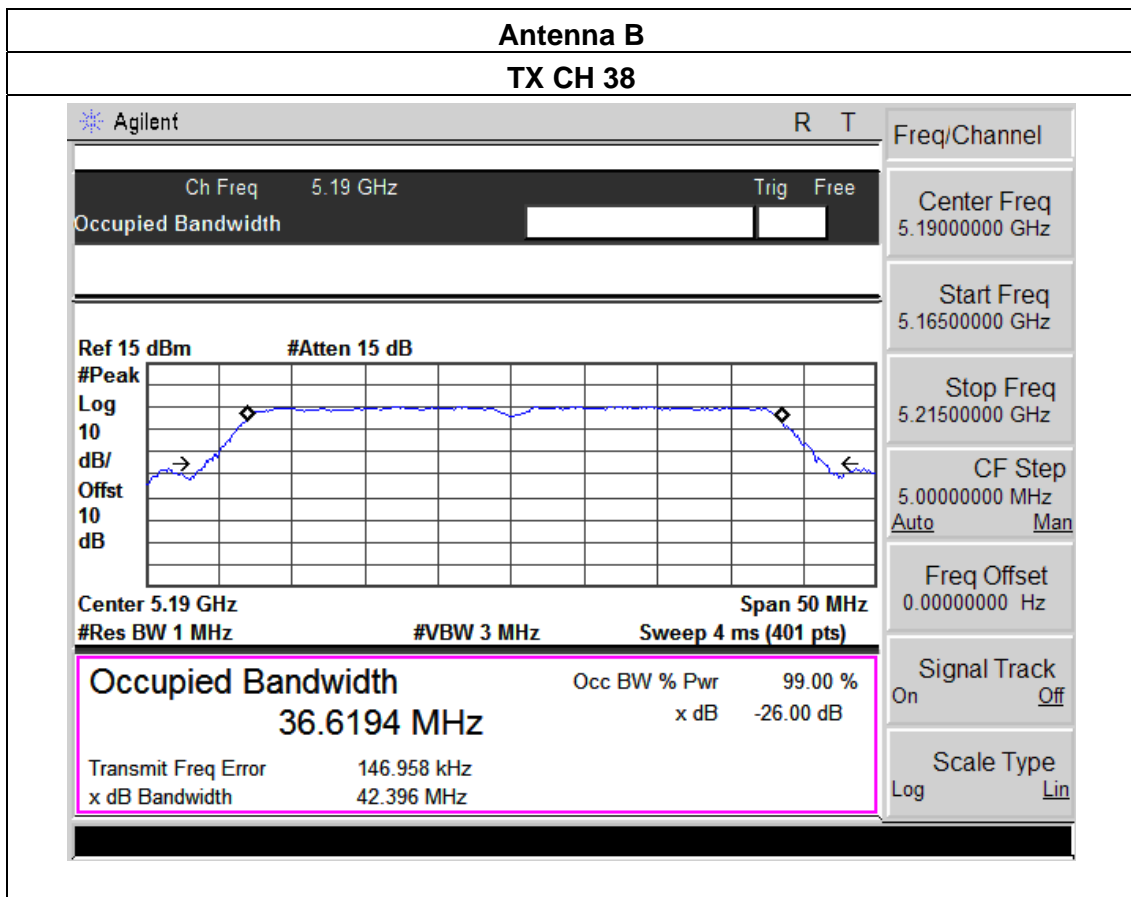 Antenna B
TX CH 38
Agilent R T
Freq/Channel
Ch Freq 5.19 GHz Trig Free
Occupied Bandwidth
Center Freq
5.19000000 GHz
Start Freq
5.16500000 GHz
Stop Freq
5.21500000 GHz
CF Step
5.00000000 MHz
Auto Man
Freq Offset
0.00000000 Hz
Signal Track
On Off
Scale Type
Log Lin
Ref 15 dBm #Atten 15 dB
#Peak
Log
10
dB/
Offst
10
dB
Center 5.19 GHz Span 50 MHz
#Res BW 1 MHz #VBW 3 MHz Sweep 4 ms (401 pts)
Occupied Bandwidth Occ BW % Pwr 99.00 %
36.6194 MHz x dB -26.00 dB
Transmit Freq Error 146.958 kHz
x dB Bandwidth 42.396 MHz